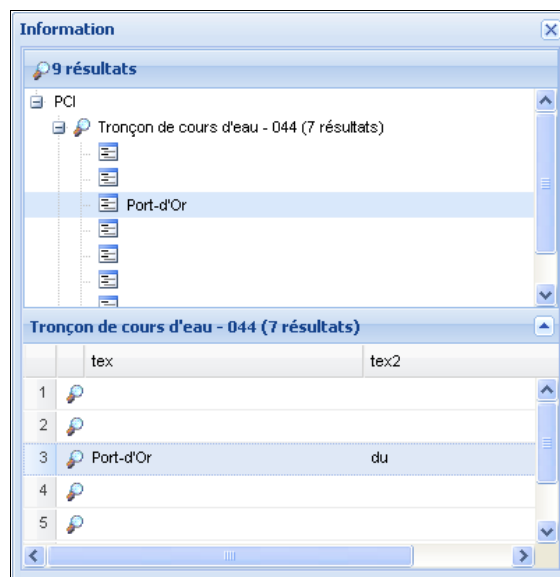 Information
9 résultats
PCI
Tronçon de cours d'eau - 044 (7 résultats)
Port-d'Or
Tronçon de cours d'eau - 044 (7 résultats)
tex tex2
1
2
3 Port-d'Or du
4
5